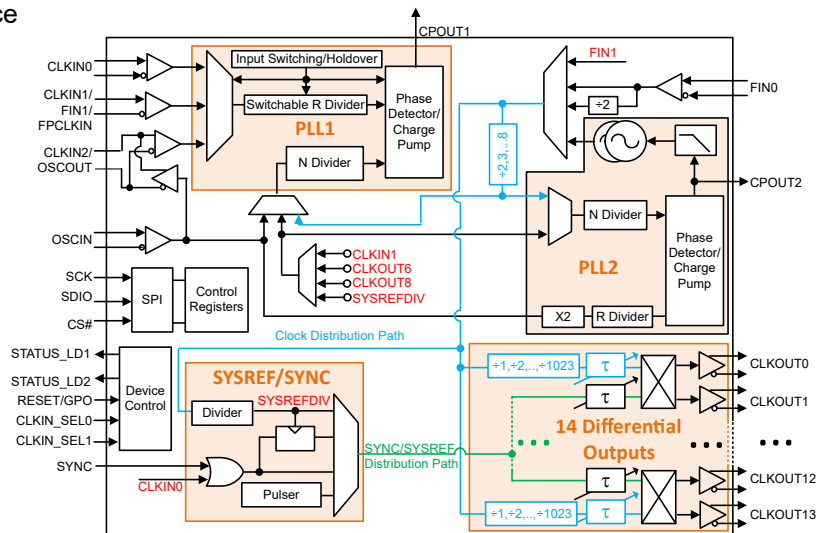 ce
CPOUT1
CLKIN0
CLKIN1/
FIN1/
FPCLKIN
CLKIN2/
OSCOUT
OSCIN
Input Switching/Holdover
Switchable R Divider
PLL1
N Divider
Phase
Detector/
Charge
Pump
FIN1
FIN0
÷2
÷2,3,...8
CPOUT2
N Divider
PLL2
Phase
Detector/
Charge
Pump
X2
R Divider
CLKIN1
CLKOUT6
CLKOUT8
SYSREFDIV
SCK
SDIO
CS#
SPI
Control
Registers
Clock Distribution Path
STATUS_LD1
STATUS_LD2
RESET/GPO
CLKIN_SEL0
CLKIN_SEL1
Device
Control
SYNC
CLKIN0
SYSREF/SYNC
SYSREFDIV
Divider
Pulser
SYNC/SYSREF
Distribution Path
÷1,÷2,..,÷1023
τ
τ
CLKOUT0
CLKOUT1
14 Differential
Outputs
τ
÷1,÷2,..,÷1023
τ
CLKOUT12
CLKOUT13